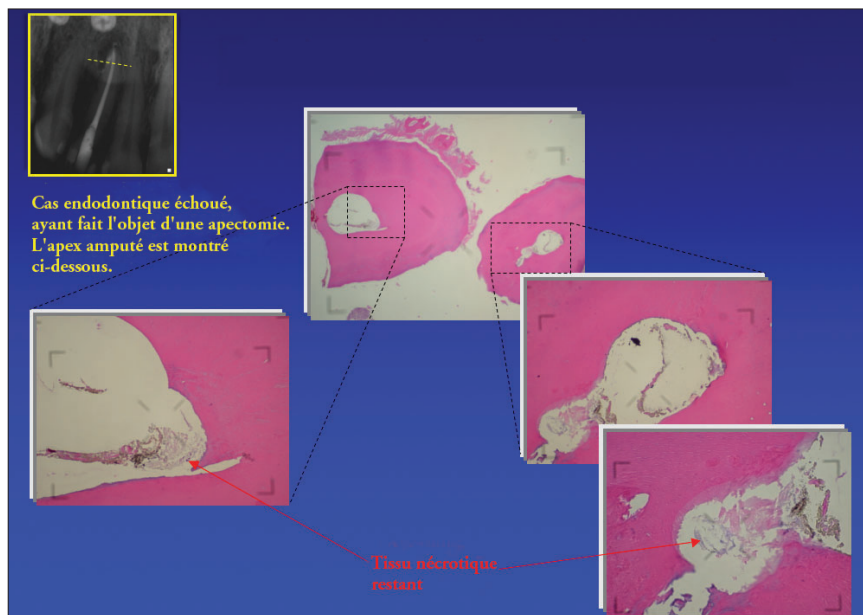 Cas endodontique échoué,
ayant fait l'objet d'une apectomie.
L'apex amputé est montré
ci-dessous.
Tissu nécrotique
restant